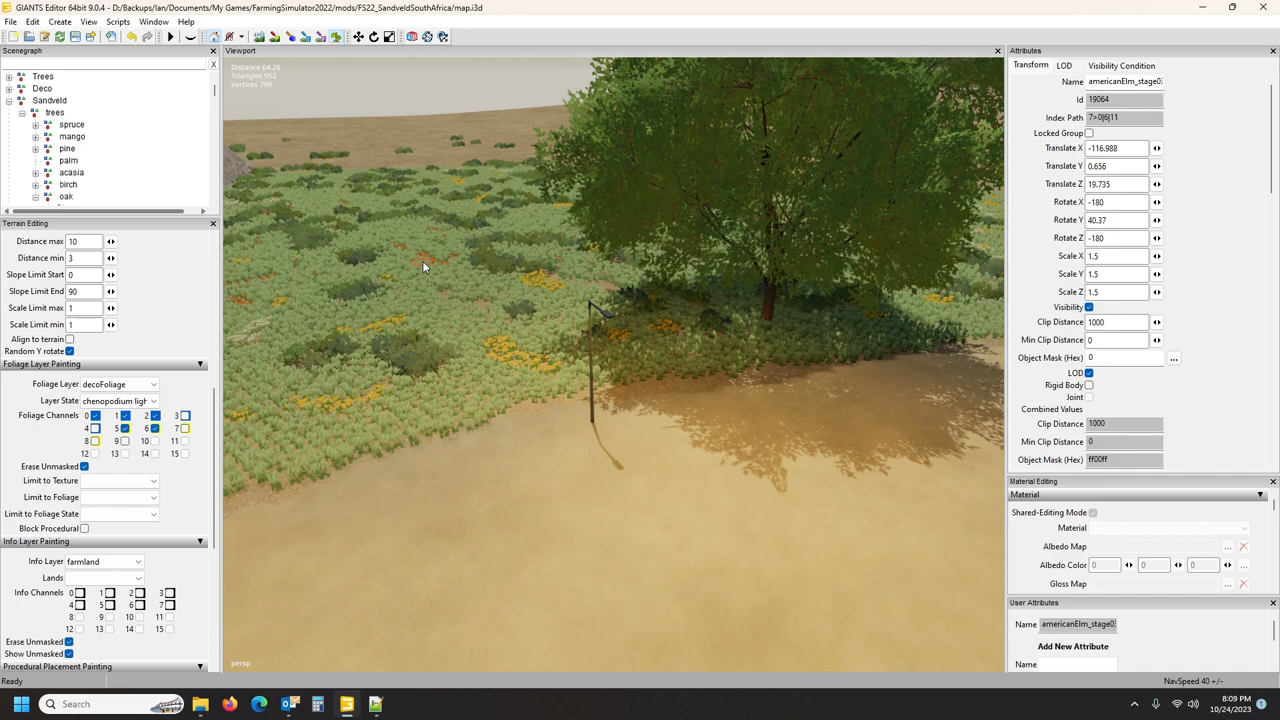 GIANTS Editor 64bit 9.0.4 - D:/Backups/Ian/Documents/My Games/FarmingSimulator2022/mods/FS22_SandveldSouthAfrica/map.i3d
File Edit Create View Scripts Window Help
Scenegraph
X
Trees
Deco
Sandveld
trees
spruce
mango
pine
palm
acasia
birch
oak
Terrain Editing
Distance max 10
Distance min 3
Slope Limit Start 0
Slope Limit End 90
Scale Limit max 1
Scale Limit min 1
Align to terrain
Random Y rotate
Foliage Layer Painting
Foliage Layer decoFoliage
Layer State chenopodium ligh
Foliage Channels 0 1 2 3
4 5 6 7
8 9 10 11
12 13 14 15
Erase Unmasked
Limit to Texture
Limit to Foliage
Limit to Foliage State
Block Procedural
Info Layer Painting
Info Layer farmland
Lands
Info Channels 0 1 2 3
4 5 6 7
8 9 10 11
12 13 14 15
Erase Unmasked
Show Unmasked
Procedural Placement Painting
Ready
Viewport
Distance 64.26
Triangles 952
Vertices 799
persp
Attributes
Transform LOD Visibility Condition
Name americanElm_stage03
Id 19064
Index Path 7>0|6|11
Locked Group
Translate X -116.988
Translate Y 0.656
Translate Z 19.735
Rotate X -180
Rotate Y 40.37
Rotate Z -180
Scale X 1.5
Scale Y 1.5
Scale Z 1.5
Visibility
Clip Distance 1000
Min Clip Distance 0
Object Mask (Hex) 0 ...
LOD
Rigid Body
Joint
Combined Values
Clip Distance 1000
Min Clip Distance 0
Object Mask (Hex) ff00ff
Material Editing
Material
Shared-Editing Mode
Material
Albedo Map ...
Albedo Color 0 0 0 ...
Gloss Map ...
User Attributes
Name americanElm_stage03
Add New Attribute
Name
NavSpeed 40 +/-
Search
8:09 PM
10/24/2023